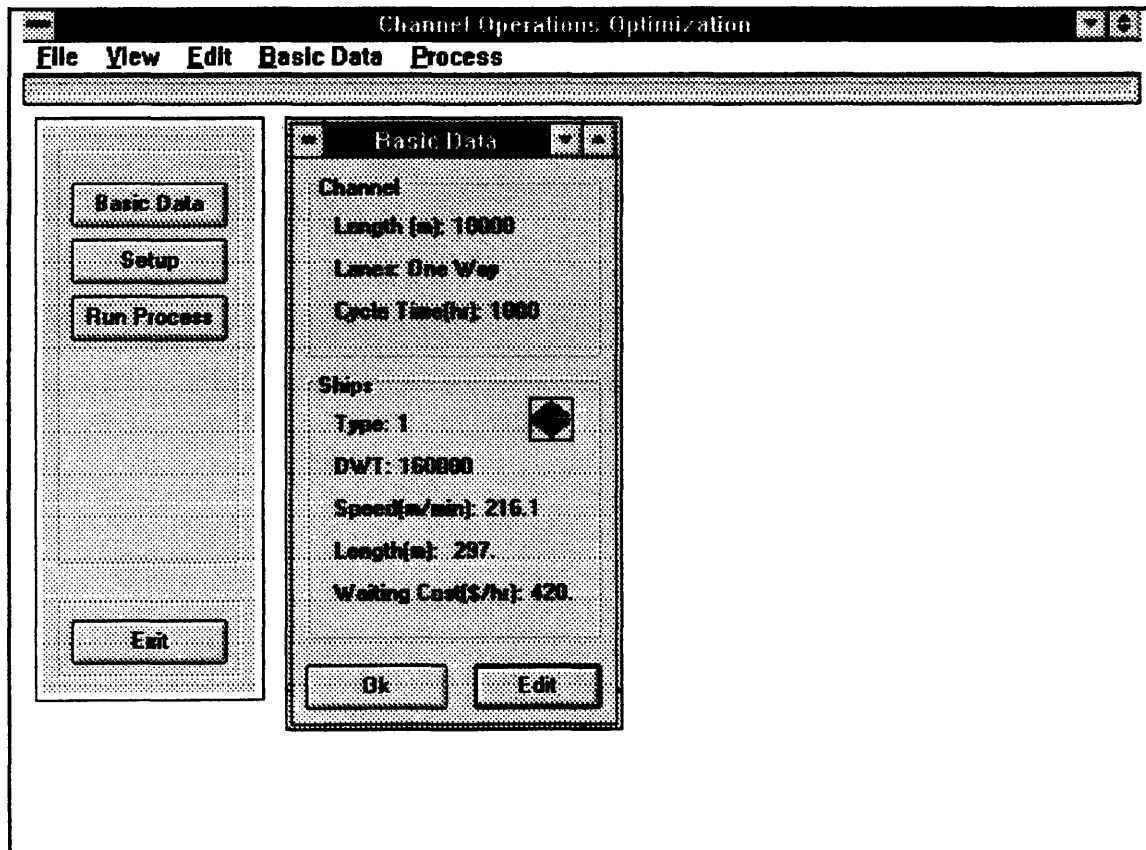 Channel Operations Optimization
File View Edit Basic Data Process
Basic Data
Setup
Run Process
Exit
Basic Data
Channel
Length (m): 10000
Lanes: One Way
Cycle Time(hr): 1000
Ships
Type: 1
DWT: 160000
Speed(m/min): 216.1
Length(m): 297.
Waiting Cost($/hr): 420.
Ok Edit